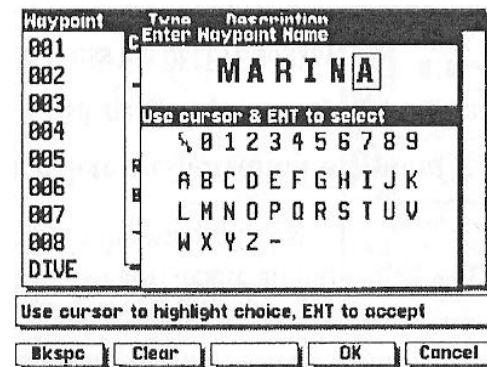 Waypoint Type Description
Enter Waypoint Name
001
MARINA
002
003
Use cursor & ENT to select
004
0 1 2 3 4 5 6 7 8 9
005
A B C D E F G H I J K
006
007
L M N O P Q R S T U V
008
W X Y Z -
DIVE
Use cursor to highlight choice, ENT to accept
Bkspc Clear OK Cancel